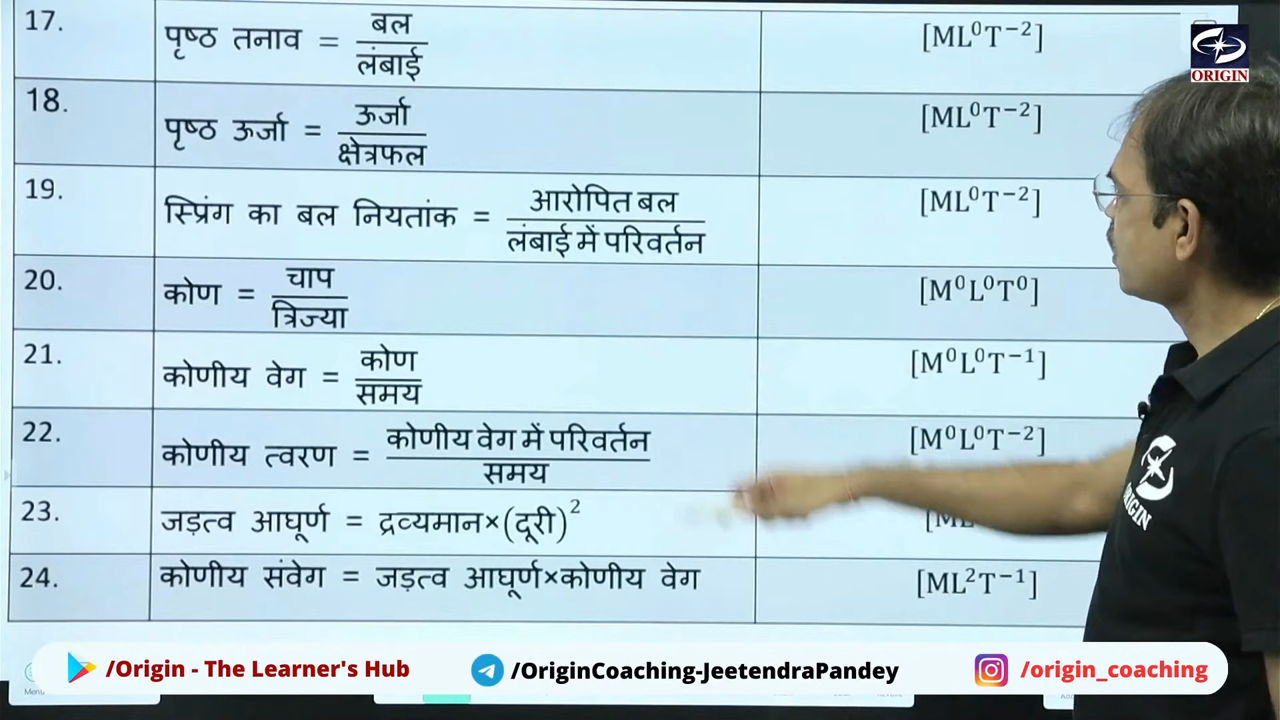 17. पृष्ठ तनाव = बल/लंबाई [ML⁰T⁻²]
18. पृष्ठ ऊर्जा = ऊर्जा/क्षेत्रफल [ML⁰T⁻²]
19. स्प्रिंग का बल नियतांक = आरोपित बल/लंबाई में परिवर्तन [ML⁰T⁻²]
20. कोण = चाप/त्रिज्या [M⁰L⁰T⁰]
21. कोणीय वेग = कोण/समय [M⁰L⁰T⁻¹]
22. कोणीय त्वरण = कोणीय वेग में परिवर्तन/समय [M⁰L⁰T⁻²]
23. जड़त्व आघूर्ण = द्रव्यमान×(दूरी)²
24. कोणीय संवेग = जड़त्व आघूर्ण×कोणीय वेग [ML²T⁻¹]
ORIGIN
ORIGIN
Menu
/Origin - The Learner's Hub
/OriginCoaching-JeetendraPandey
/origin_coaching